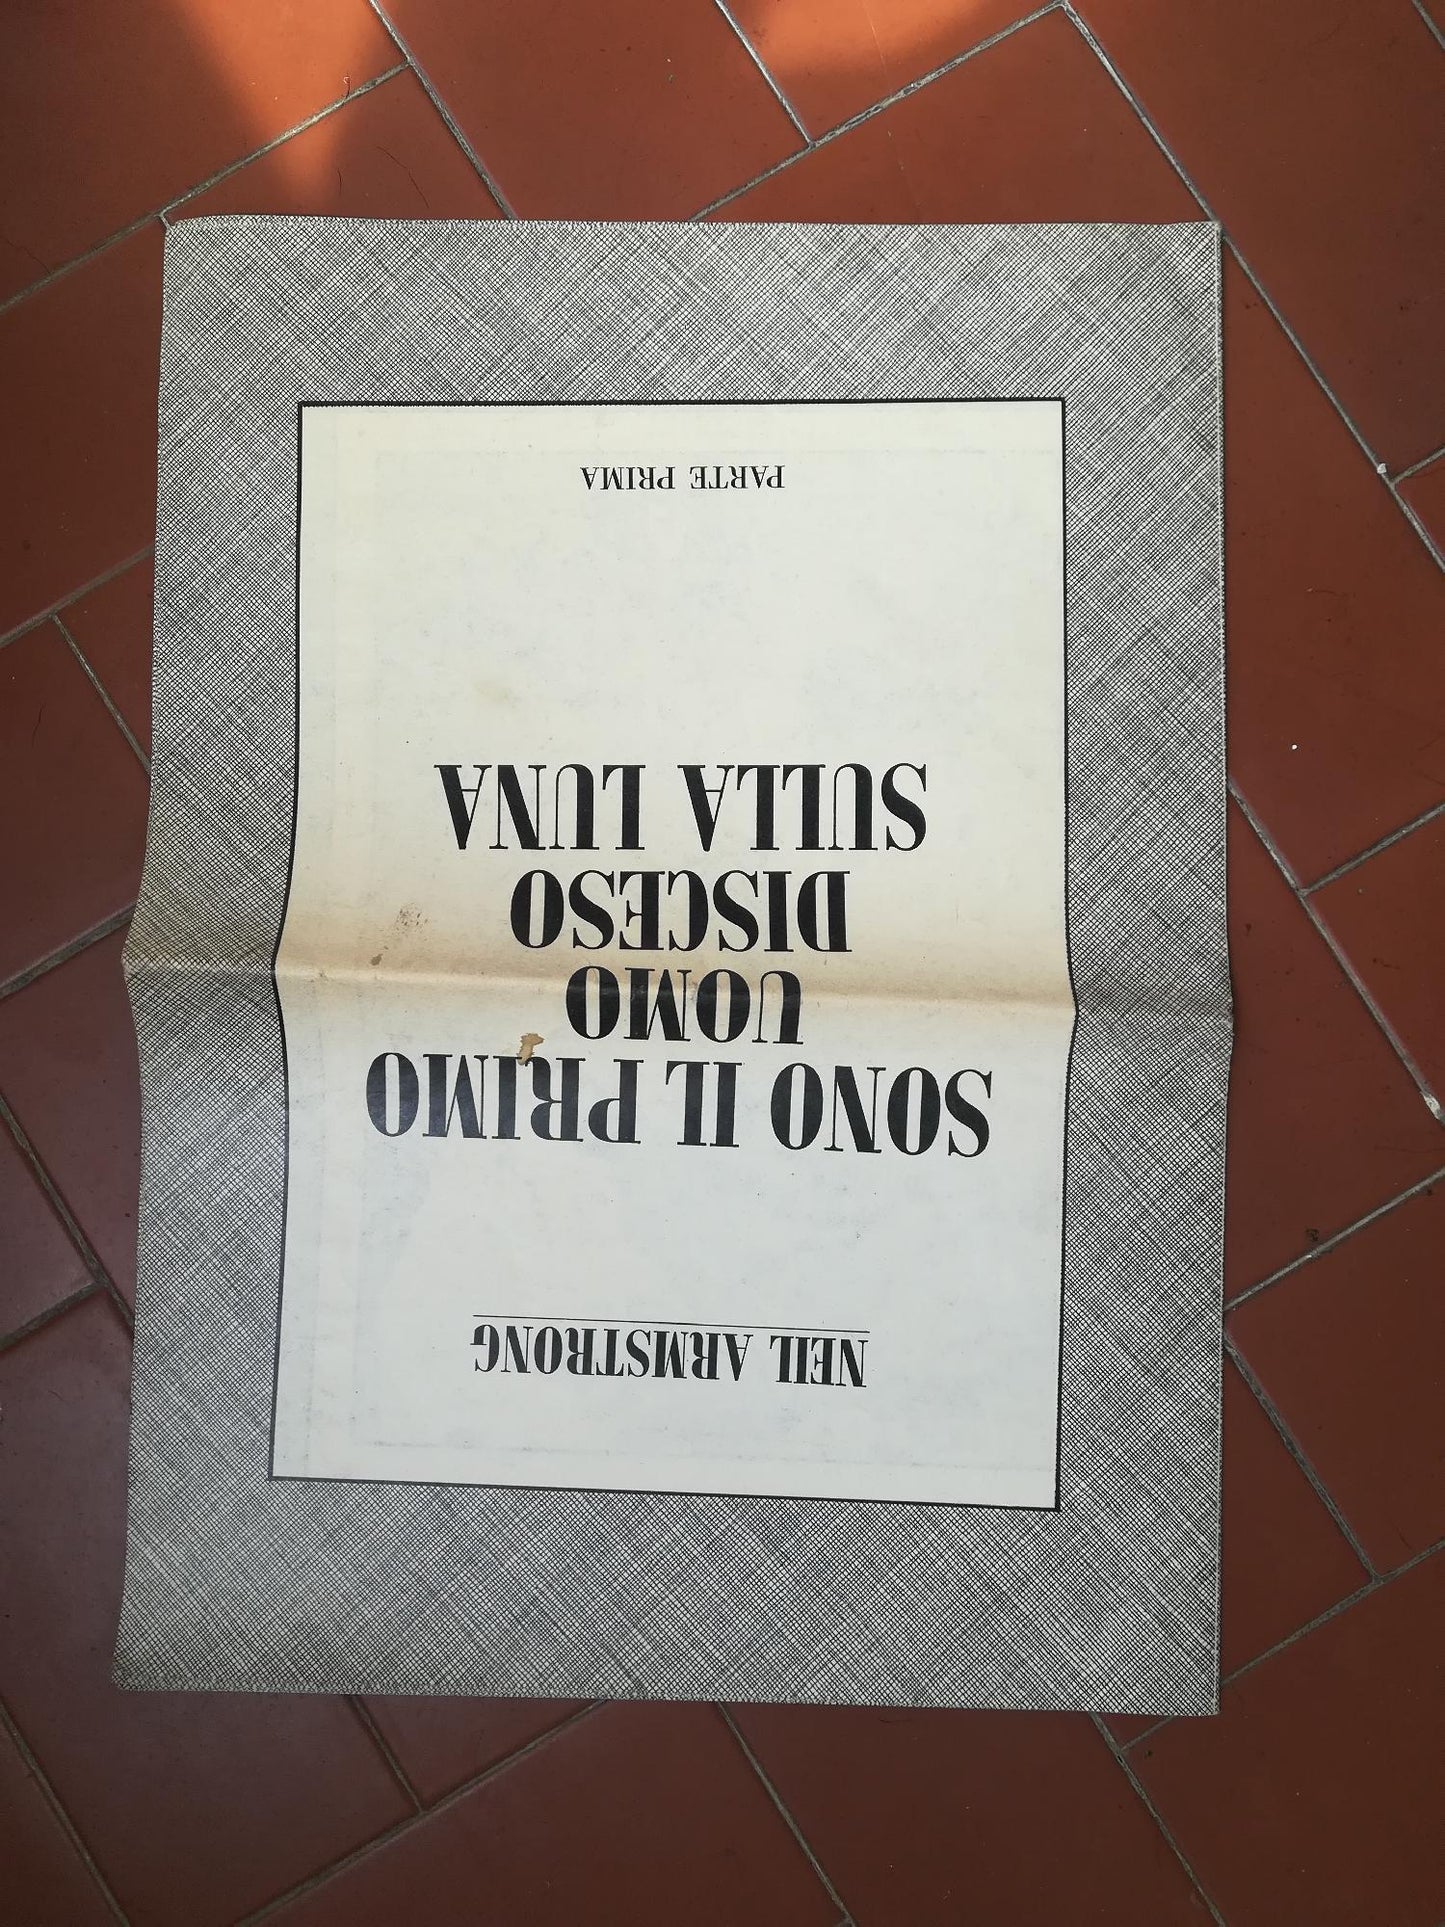 NEIL ARMSTRONG
SONO IL PRIMO
UOMO
DISCESO
SULLA LUNA
PARTE PRIMA